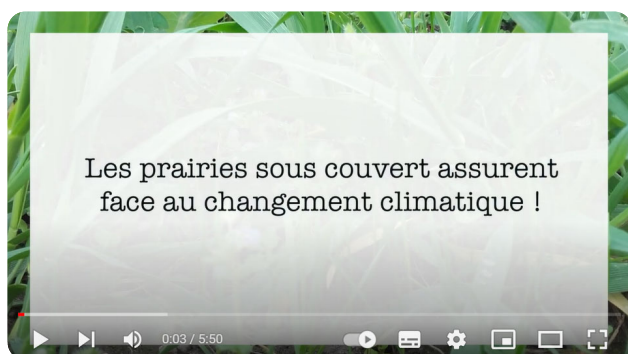 Les prairies sous couvert assurent
face au changement climatique !
0:03 / 5:50